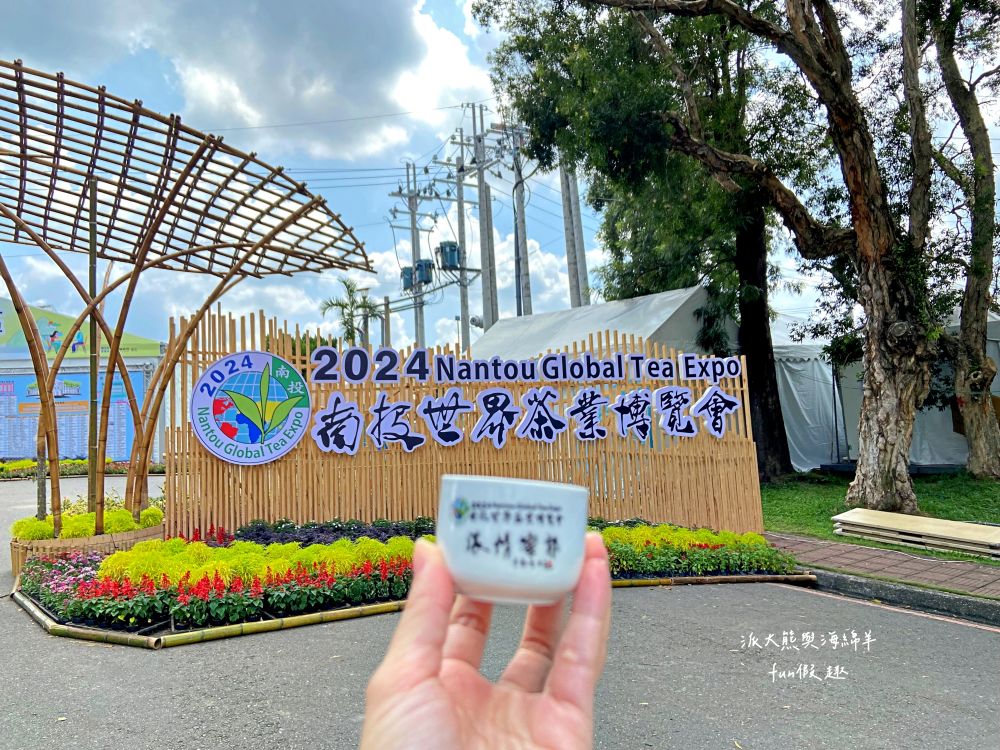 2024 南投
Nantou Global Tea Expo
2024 Nantou Global Tea Expo
南投世界茶業博覽會
派大熊與海綿羊
fun假趣